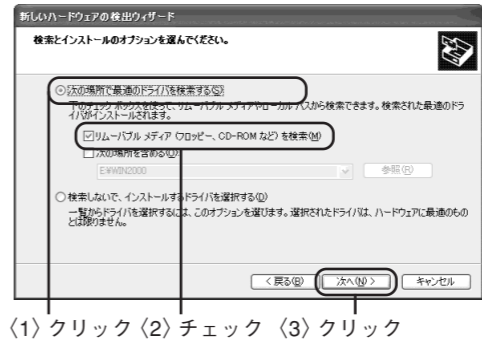 新しいハードウェアの検出ウィザード
検索とインストールのオプションを選んでください。
次の場所で最適のドライバを検索する(S)
下のチェック ボックスを使って、リムーバブル メディアやローカル パスから検索できます。検索された最適のドラ
イバがインストールされます。
リムーバブル メディア (フロッピー、CD-ROM など) を検索(M)
次の場所を含める(O):
E:¥WIN2000
参照(R)
検索しないで、インストールするドライバを選択する(D)
一覧からドライバを選択するには、このオプションを選びます。選択されたドライバは、ハードウェアに最適のもの
とは限りません。
< 戻る(B)
次へ(N) >
キャンセル
〈1〉クリック〈2〉チェック 〈3〉クリック